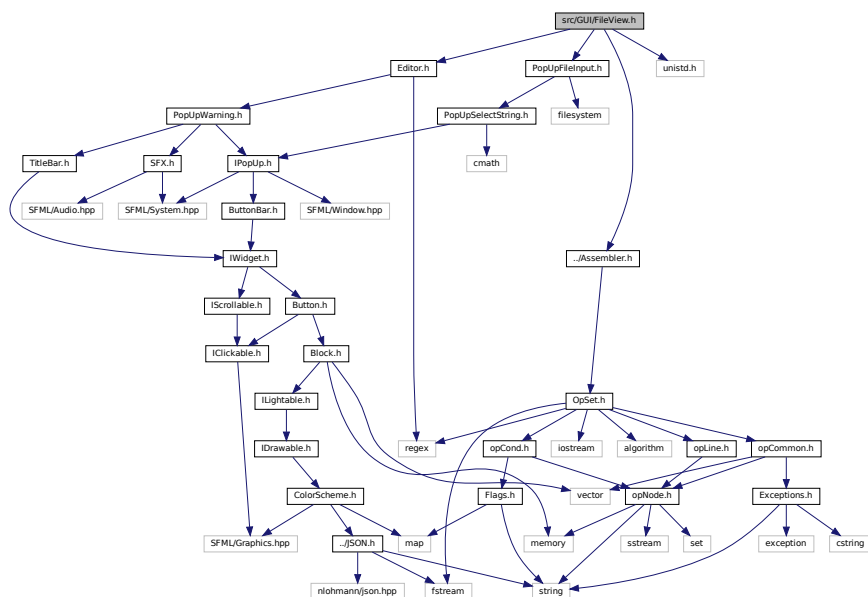 src/GUI/FileView.h
Editor.h
PopUpFileInput.h
unistd.h
PopUpWarning.h
PopUpSelectString.h
filesystem
TitleBar.h
SFX.h
IPopUp.h
cmath
SFML/Audio.hpp
SFML/System.hpp
ButtonBar.h
SFML/Window.hpp
IWidget.h
../Assembler.h
IScrollable.h
Button.h
IClickable.h
Block.h
ILightable.h
OpSet.h
IDrawable.h
regex
opCond.h
iostream
algorithm
opLine.h
opCommon.h
ColorScheme.h
Flags.h
vector
opNode.h
Exceptions.h
SFML/Graphics.hpp
../JSON.h
map
memory
sstream
set
exception
cstring
nlohmann/json.hpp
fstream
string